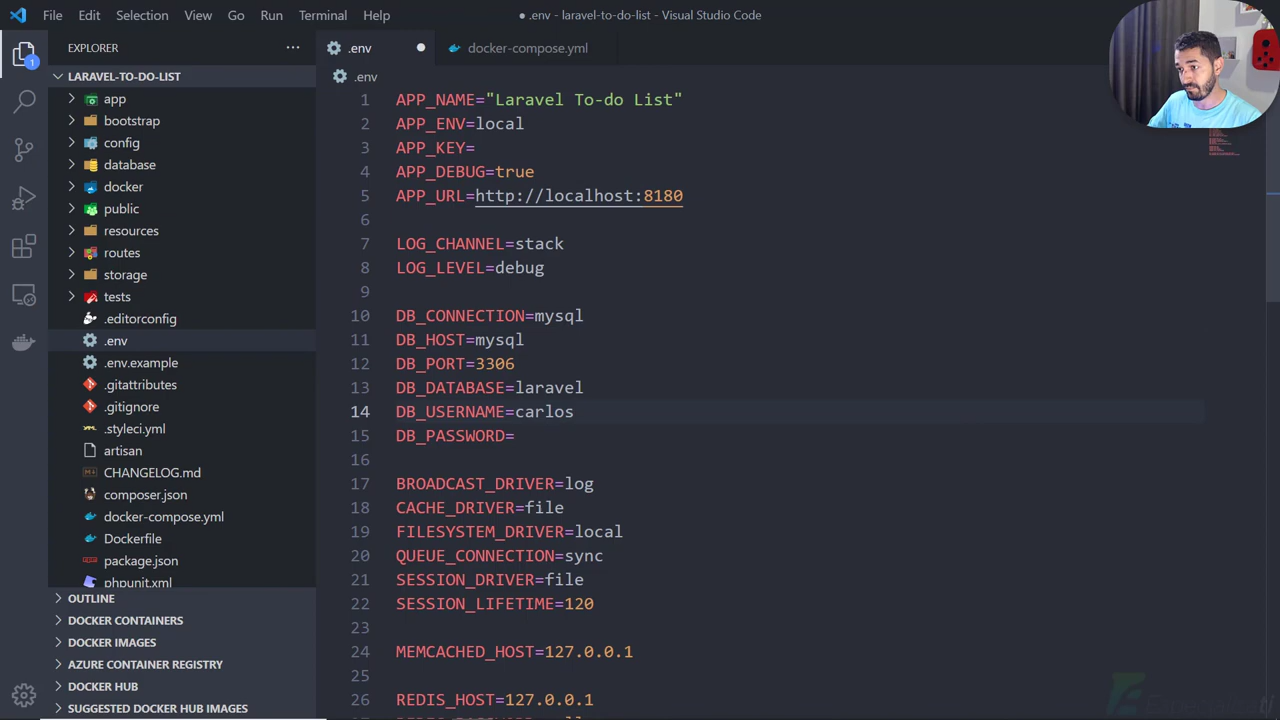 File Edit Selection View Go Run Terminal Help
● .env - laravel-to-do-list - Visual Studio Code
EXPLORER
1
LARAVEL-TO-DO-LIST
app
bootstrap
config
database
docker
public
resources
routes
storage
tests
.editorconfig
.env
.env.example
.gitattributes
.gitignore
.styleci.yml
artisan
CHANGELOG.md
composer.json
docker-compose.yml
Dockerfile
package.json
phpunit.xml
OUTLINE
DOCKER CONTAINERS
DOCKER IMAGES
AZURE CONTAINER REGISTRY
DOCKER HUB
SUGGESTED DOCKER HUB IMAGES
.env docker-compose.yml
.env
1 APP_NAME="Laravel To-do List"
2 APP_ENV=local
3 APP_KEY=
4 APP_DEBUG=true
5 APP_URL=http://localhost:8180
6
7 LOG_CHANNEL=stack
8 LOG_LEVEL=debug
9
10 DB_CONNECTION=mysql
11 DB_HOST=mysql
12 DB_PORT=3306
13 DB_DATABASE=laravel
14 DB_USERNAME=carlos
15 DB_PASSWORD=
16
17 BROADCAST_DRIVER=log
18 CACHE_DRIVER=file
19 FILESYSTEM_DRIVER=local
20 QUEUE_CONNECTION=sync
21 SESSION_DRIVER=file
22 SESSION_LIFETIME=120
23
24 MEMCACHED_HOST=127.0.0.1
25
26 REDIS_HOST=127.0.0.1